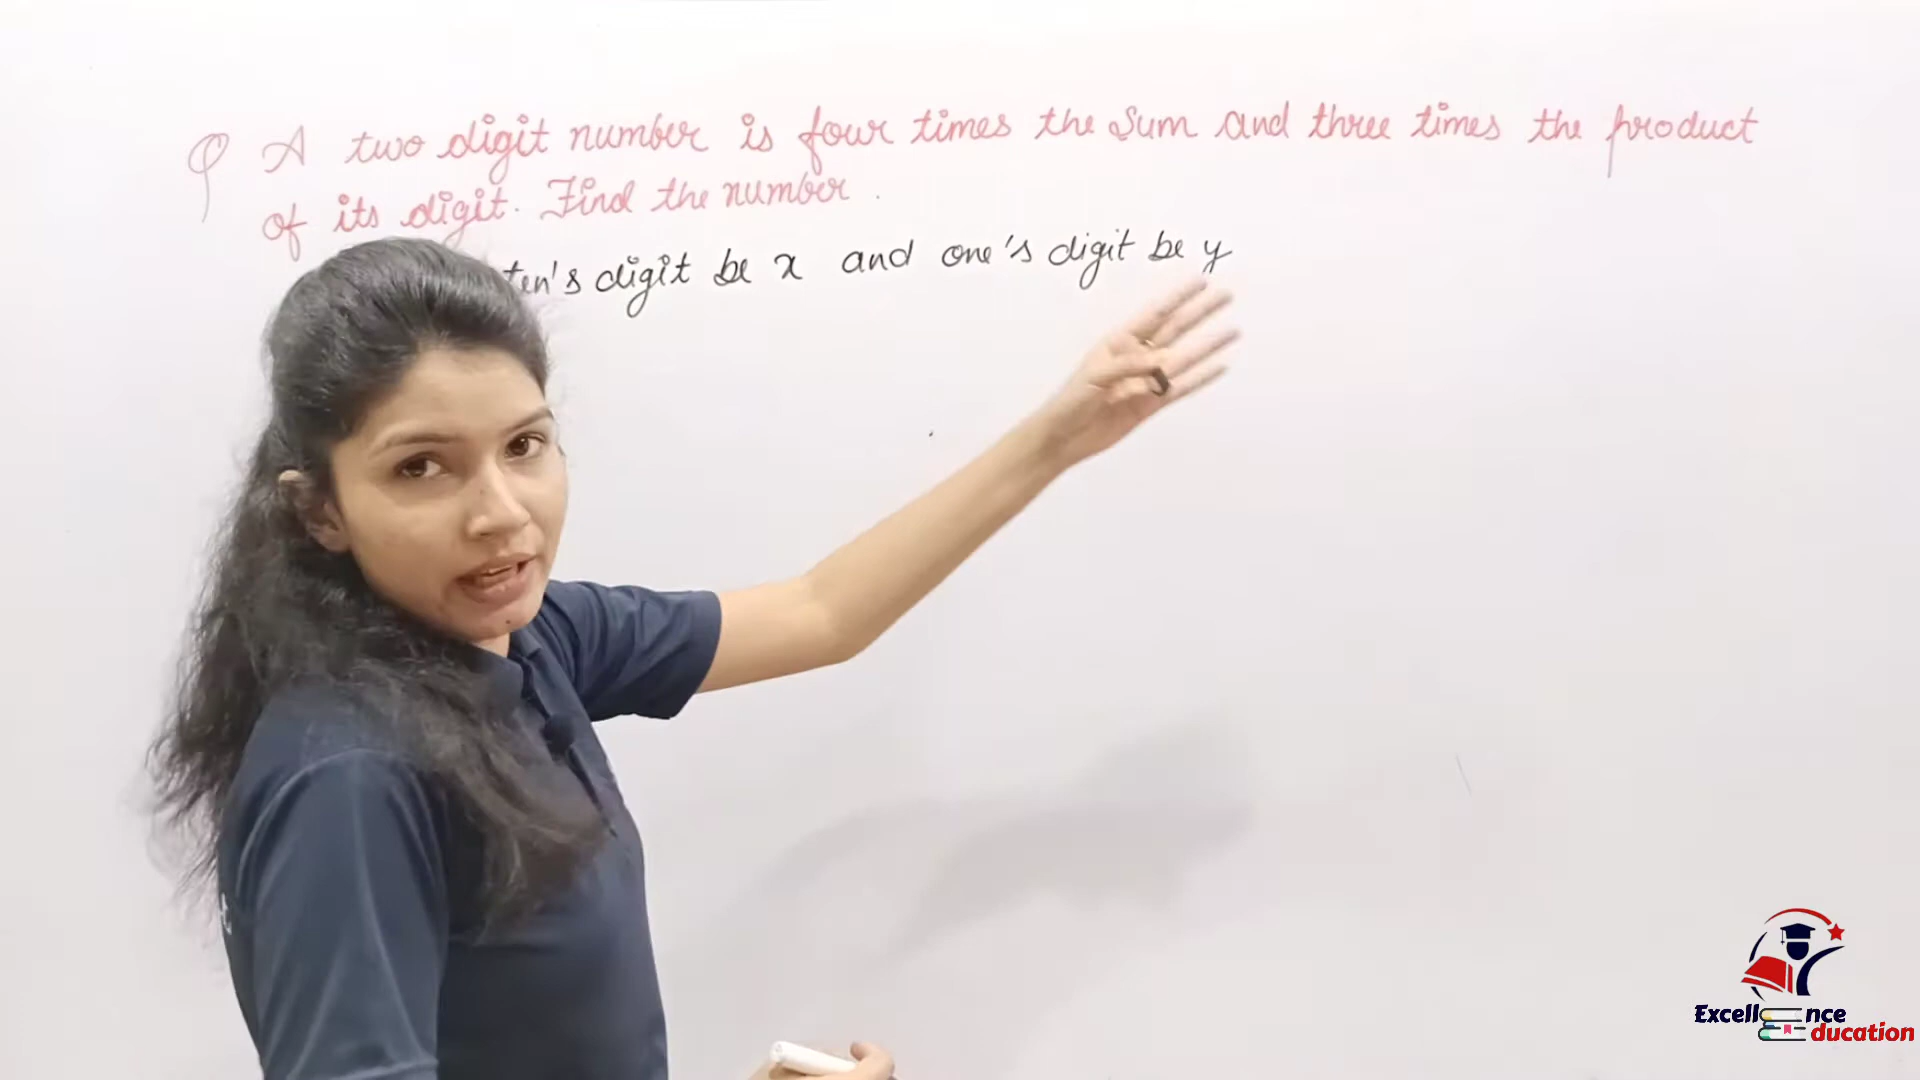 Q A two digit number is four times the Sum and three times the product
of its digit. Find the number.
ten's digit be x and one's digit be y
Excellence
Education